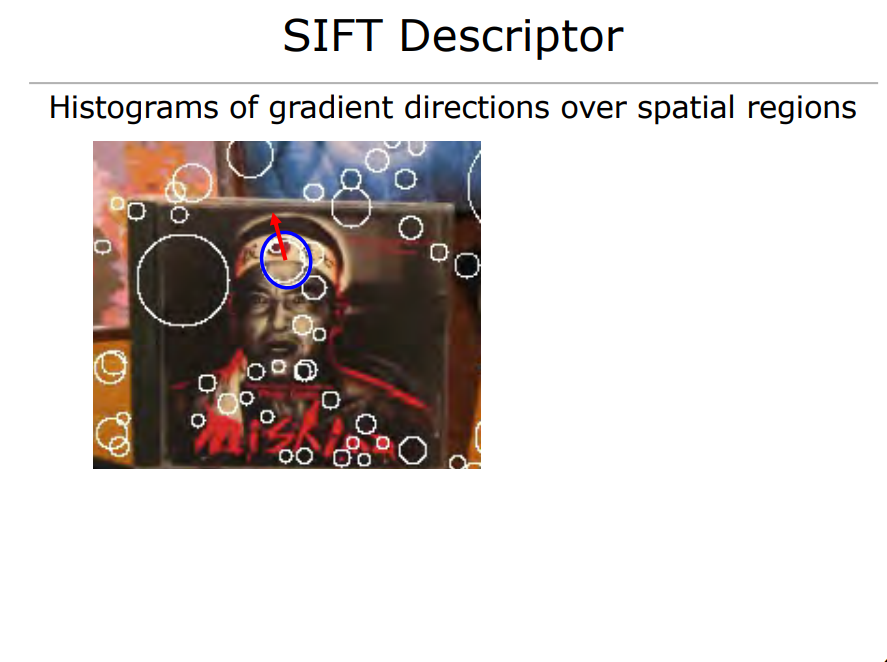 SIFT Descriptor
Histograms of gradient directions over spatial regions